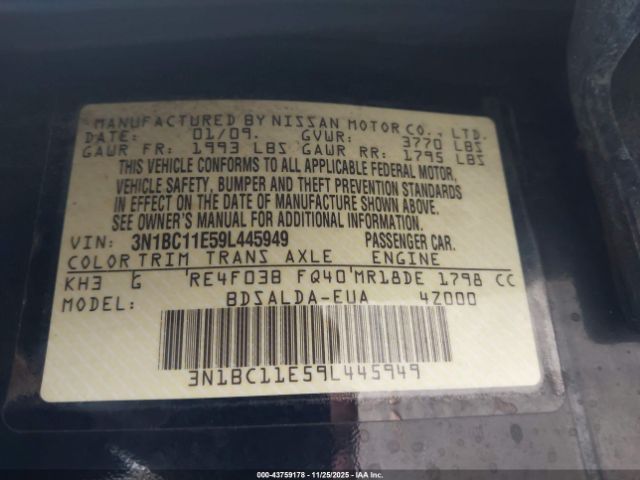 MANUFACTURED BY NISSAN MOTOR CO., LTD.
DATE: 01/09. GVWR: 3770 LBS
GAWR FR: 1993 LBS GAWR RR: 1795 LBS
THIS VEHICLE CONFORMS TO ALL APPLICABLE FEDERAL MOTOR,
VEHICLE SAFETY, BUMPER AND THEFT PREVENTION STANDARDS
IN EFFECT ON THE DATE OF MANUFACTURE SHOWN ABOVE.
SEE OWNER'S MANUAL FOR ADDITIONAL INFORMATION.
VIN: 3N1BC11E59L445949 PASSENGER CAR.
COLOR TRIM TRANS AXLE ENGINE
KH3 G RE4F03B FQ40 MR18DE 1798 CC
MODEL: BDSALDA-EUA 4Z000
3N1BC11E59L445949
000-43759178 - 11/25/2025 - IAA Inc.